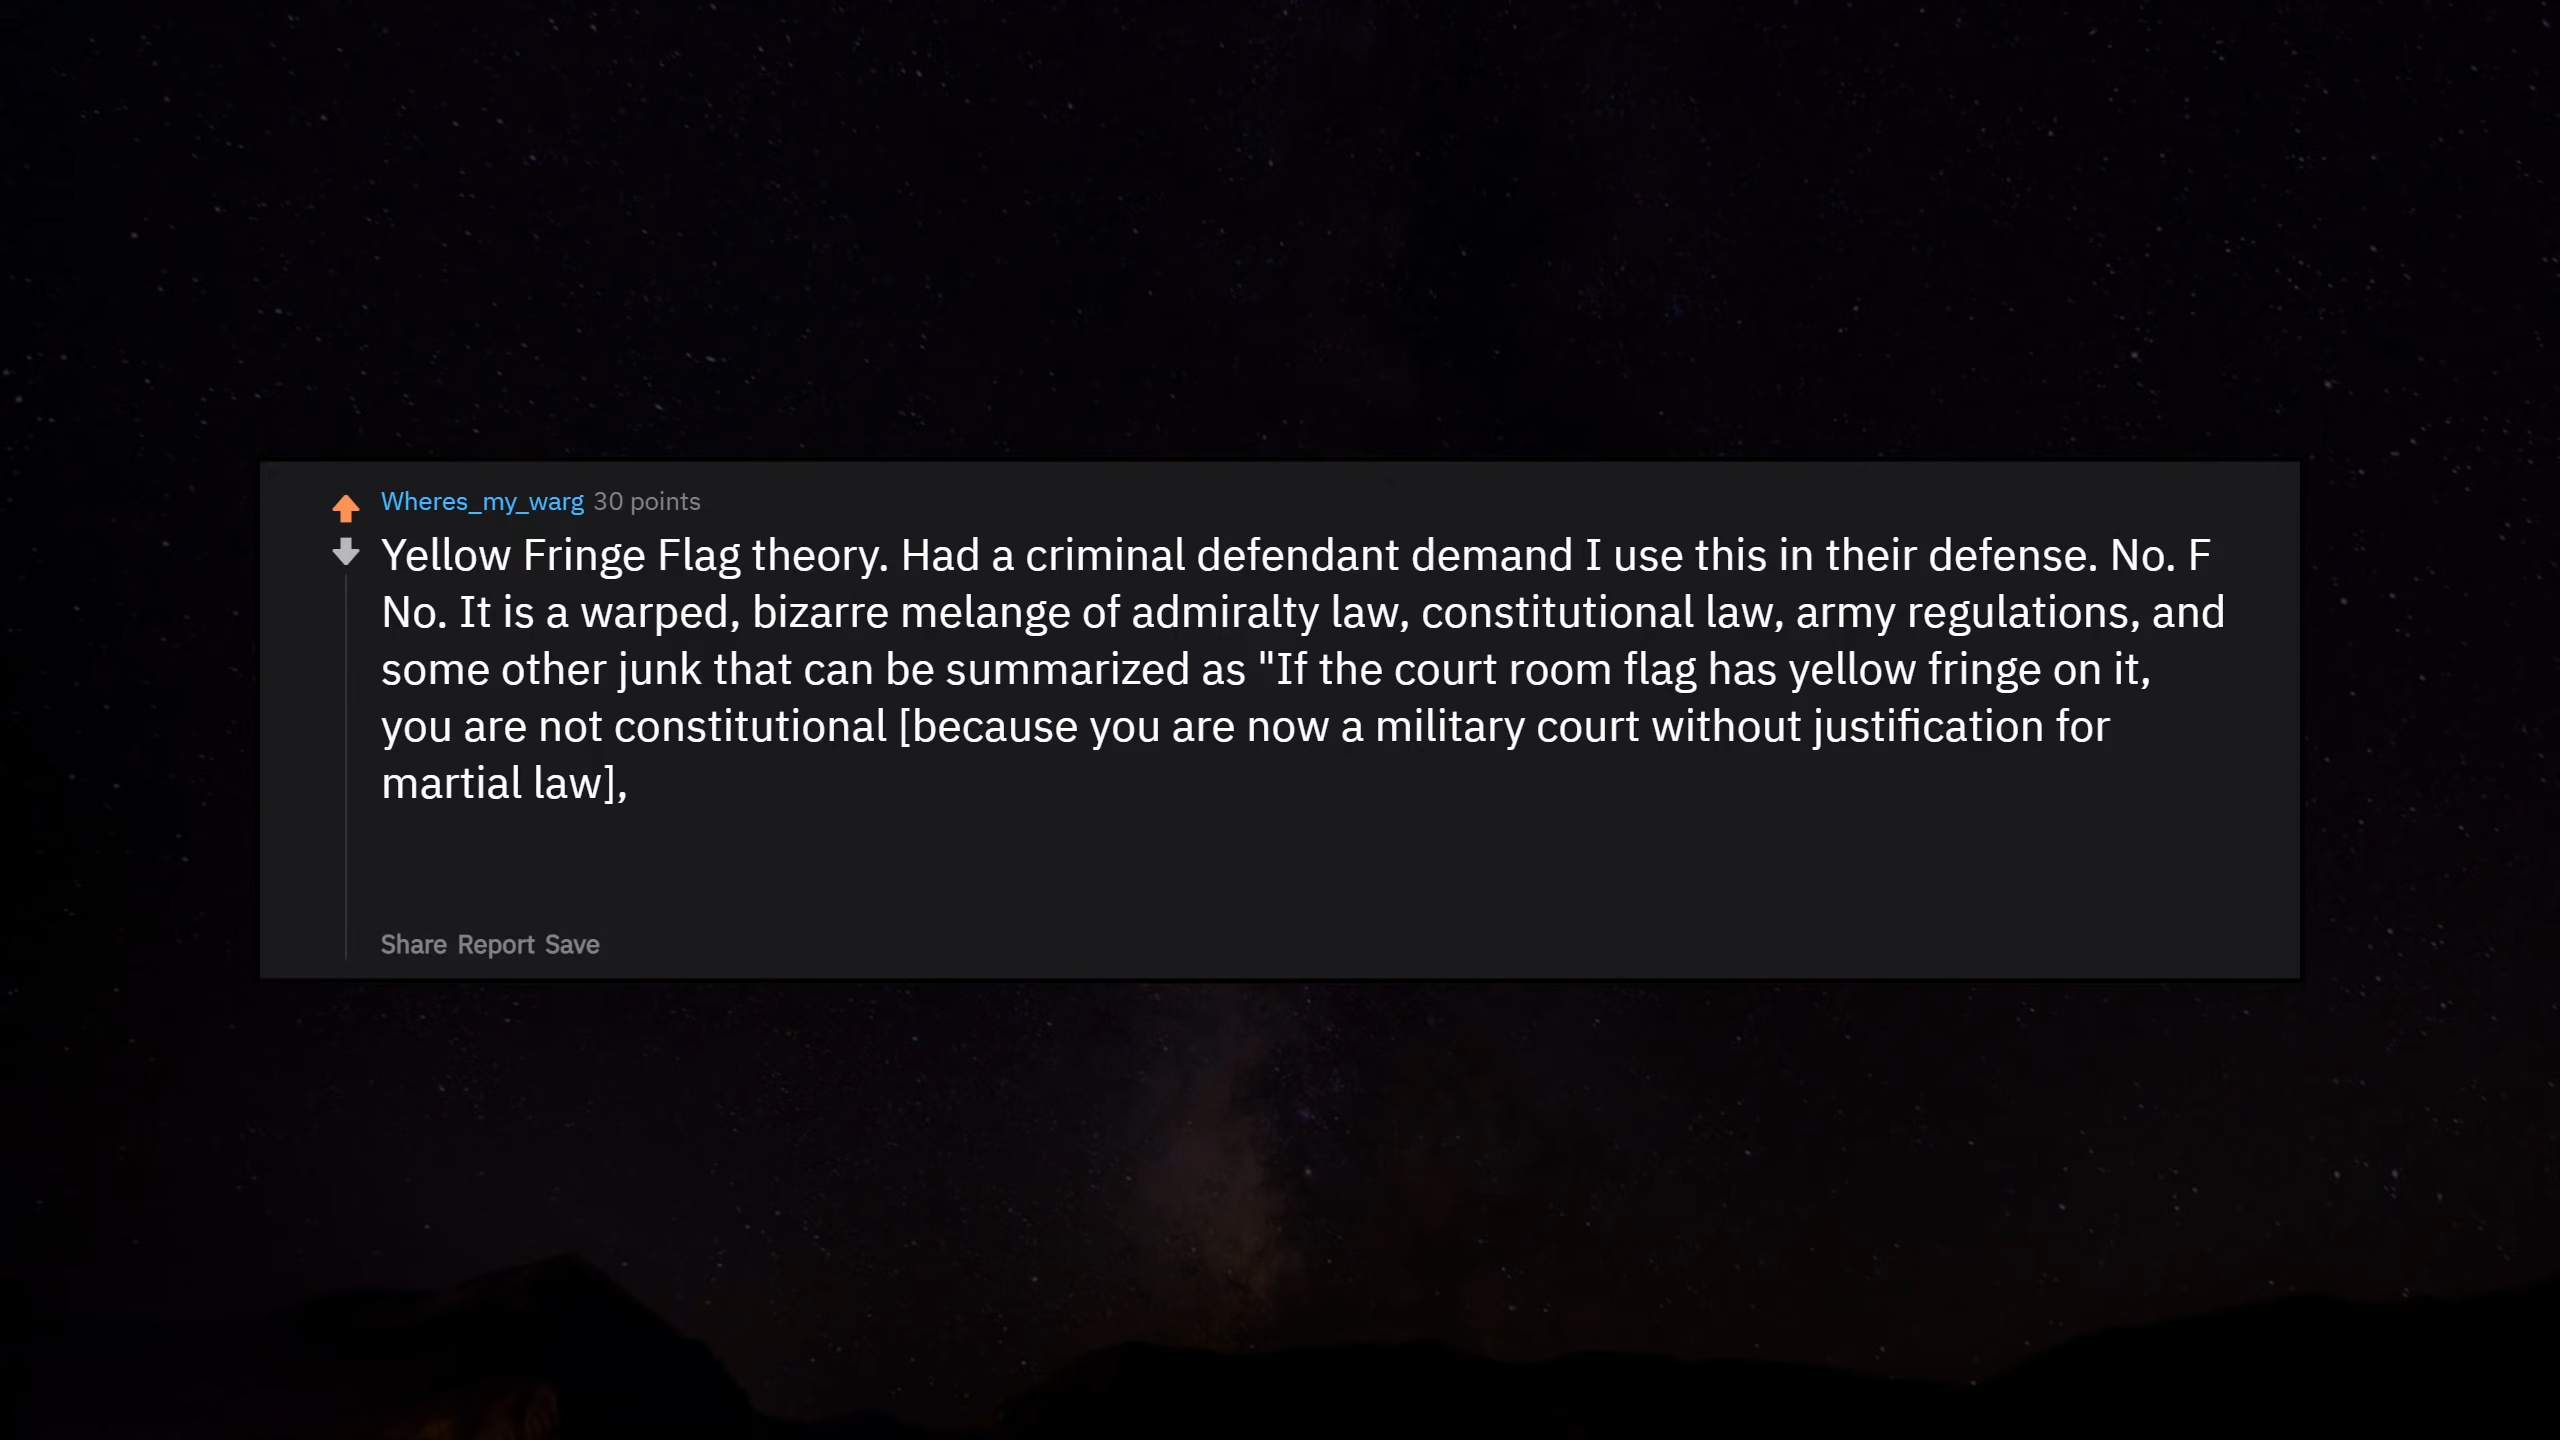 Wheres_my_warg 30 points
Yellow Fringe Flag theory. Had a criminal defendant demand I use this in their defense. No. F
No. It is a warped, bizarre melange of admiralty law, constitutional law, army regulations, and
some other junk that can be summarized as "If the court room flag has yellow fringe on it,
you are not constitutional [because you are now a military court without justification for
martial law],
Share Report Save